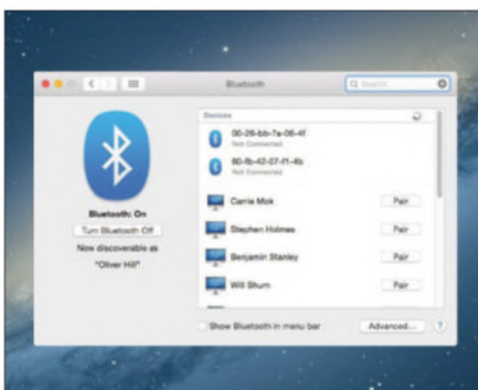 Bluetooth
Search
Devices
00-26-bb-7a-06-4f
Not Connected
60-fb-42-07-f1-4b
Not Connected
Bluetooth: On
Turn Bluetooth Off
Now discoverable as
"Oliver Hill"
Carrie Mok
Pair
Stephen Holmes
Pair
Benjamin Stanley
Pair
Will Shum
Pair
Show Bluetooth in menu bar
Advanced...
?